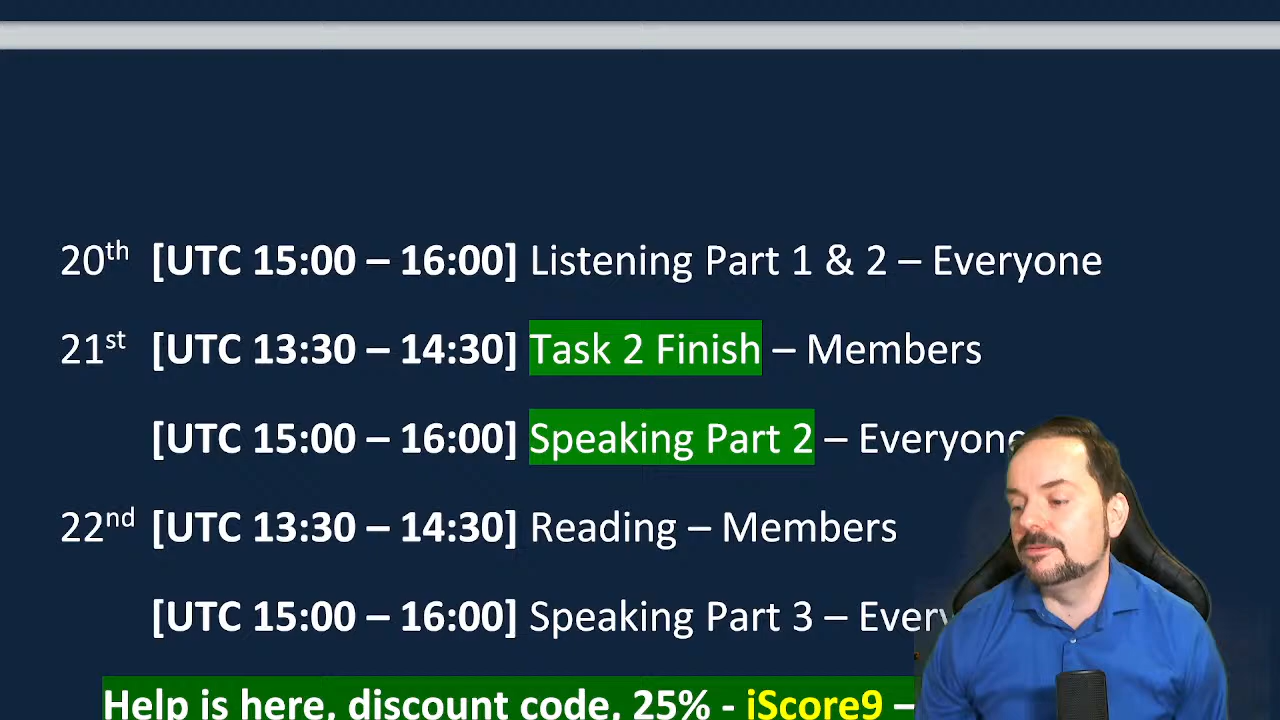 20th [UTC 15:00 – 16:00] Listening Part 1 & 2 – Everyone
21st [UTC 13:30 – 14:30] Task 2 Finish – Members
[UTC 15:00 – 16:00] Speaking Part 2 – Everyone
22nd [UTC 13:30 – 14:30] Reading – Members
[UTC 15:00 – 16:00] Speaking Part 3 –
Help is here, discount code, 25% - iScore9 –